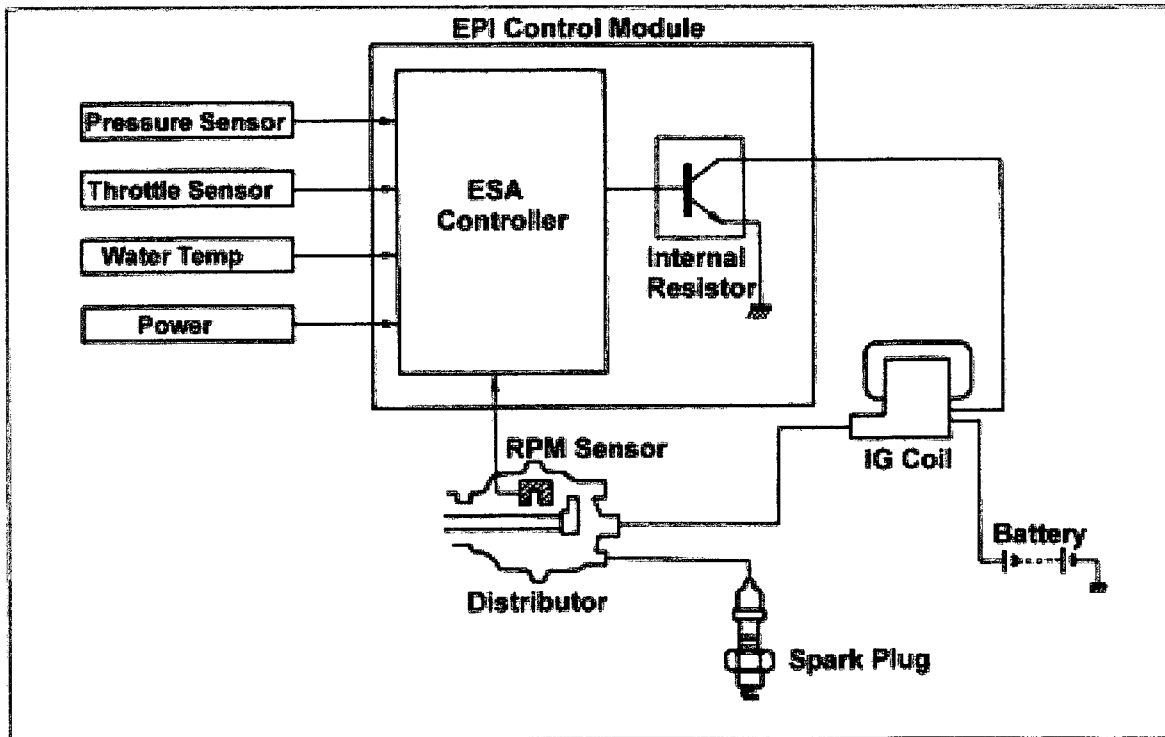 EPI Control Module
Pressure Sensor
Throttle Sensor
Water Temp
Power
ESA
Controller
Internal
Resistor
RPM Sensor
IG Coil
Battery
Distributor
Spark Plug